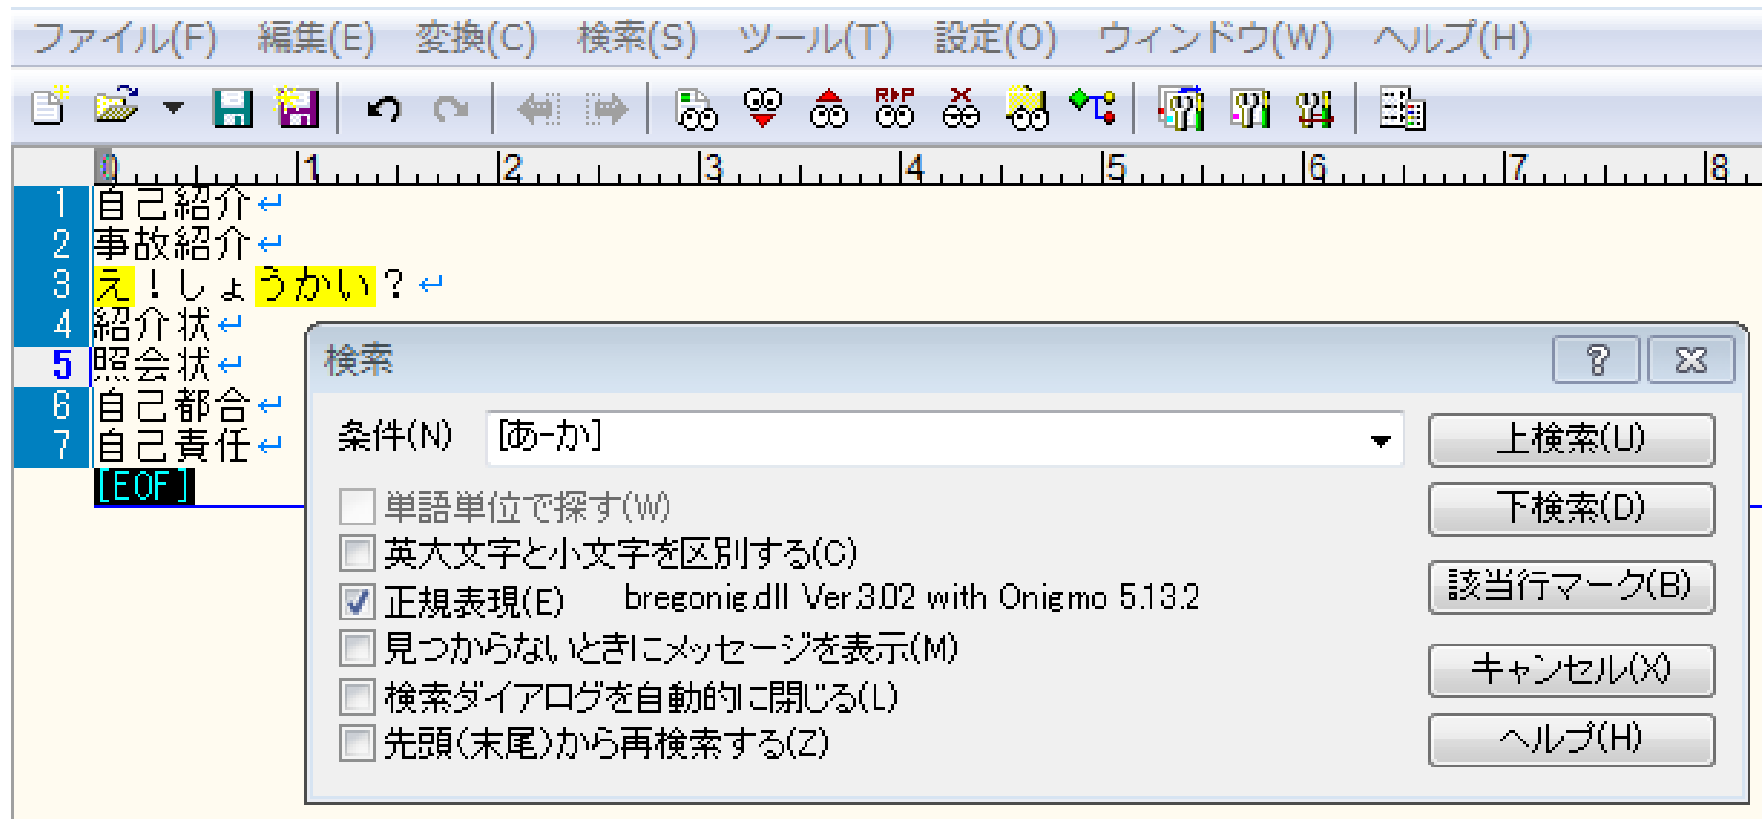 ファイル(F) 編集(E) 変換(C) 検索(S) ツール(T) 設定(O) ウィンドウ(W) ヘルプ(H)
R▶P
0 1 2 3 4 5 6 7 8
1 自己紹介↵
2 事故紹介↵
3 え！しょうかい？↵
4 紹介状↵
5 照会状↵
6 自己都合↵
7 自己責任↵
[EOF]
検索
条件(N) [あ-か]
単語単位で探す(W)
英大文字と小文字を区別する(C)
正規表現(E) bregonig.dll Ver.3.02 with Onigmo 5.13.2
見つからないときにメッセージを表示(M)
検索ダイアログを自動的に閉じる(L)
先頭(末尾)から再検索する(Z)
上検索(U)
下検索(D)
該当行マーク(B)
キャンセル(X)
ヘルプ(H)